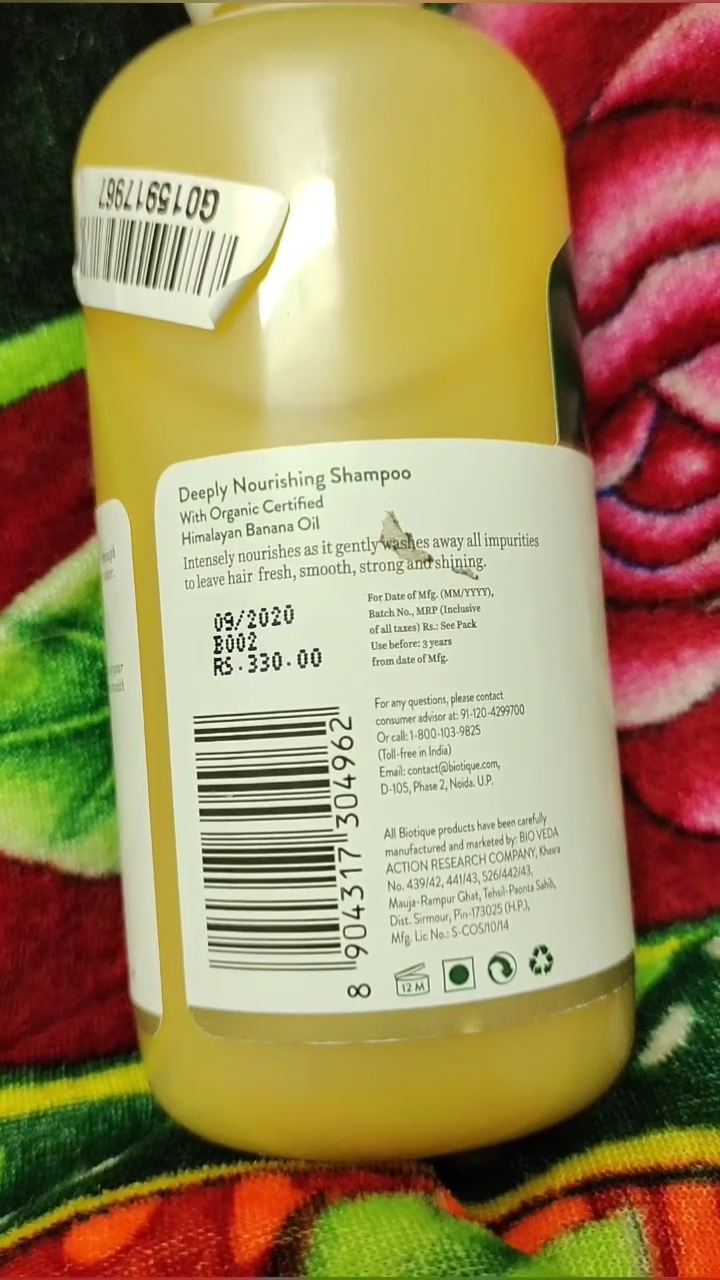 G015917967
Deeply Nourishing Shampoo
With Organic Certified
Himalayan Banana Oil
Intensely nourishes as it gently washes away all impurities
to leave hair fresh, smooth, strong and shining.
09/2020
B002
RS.330.00
For Date of Mfg. (MM/YYYY),
Batch No., MRP (Inclusive
of all taxes) Rs.: See Pack
Use before: 3 years
from date of Mfg.
8 904317 304962
For any questions, please contact
consumer advisor at: 91-120-4299700
Or call: 1-800-103-9825
(Toll-free in India)
Email: contact@biotique.com,
D-105, Phase 2, Noida. U.P.
All Biotique products have been carefully
manufactured and marketed by: BIO VEDA
ACTION RESEARCH COMPANY, Khasra
No. 439/42, 441/43, 526/442/43,
Mauja-Rampur Ghat, Tehsil-Paonta Sahib,
Dist. Sirmour, Pin-173025 (H.P.),
Mfg. Lic No.: S-COS/10/14
12 M